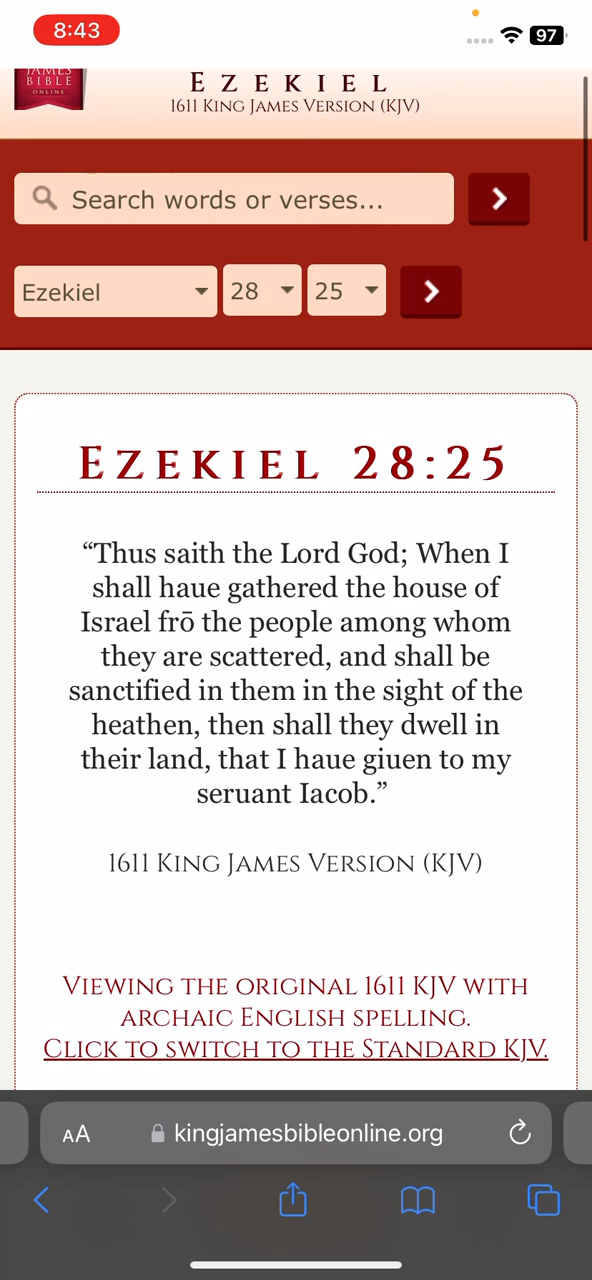 8:43
97
JAMES
BIBLE
ONLINE
EZEKIEL
1611 KING JAMES VERSION (KJV)
Search words or verses...
Ezekiel
28
25
EZEKIEL 28:25
“Thus saith the Lord God; When I
shall haue gathered the house of
Israel frō the people among whom
they are scattered, and shall be
sanctified in them in the sight of the
heathen, then shall they dwell in
their land, that I haue giuen to my
seruant Iacob.”
1611 KING JAMES VERSION (KJV)
VIEWING THE ORIGINAL 1611 KJV WITH
ARCHAIC ENGLISH SPELLING.
CLICK TO SWITCH TO THE STANDARD KJV.
AA
kingjamesbibleonline.org